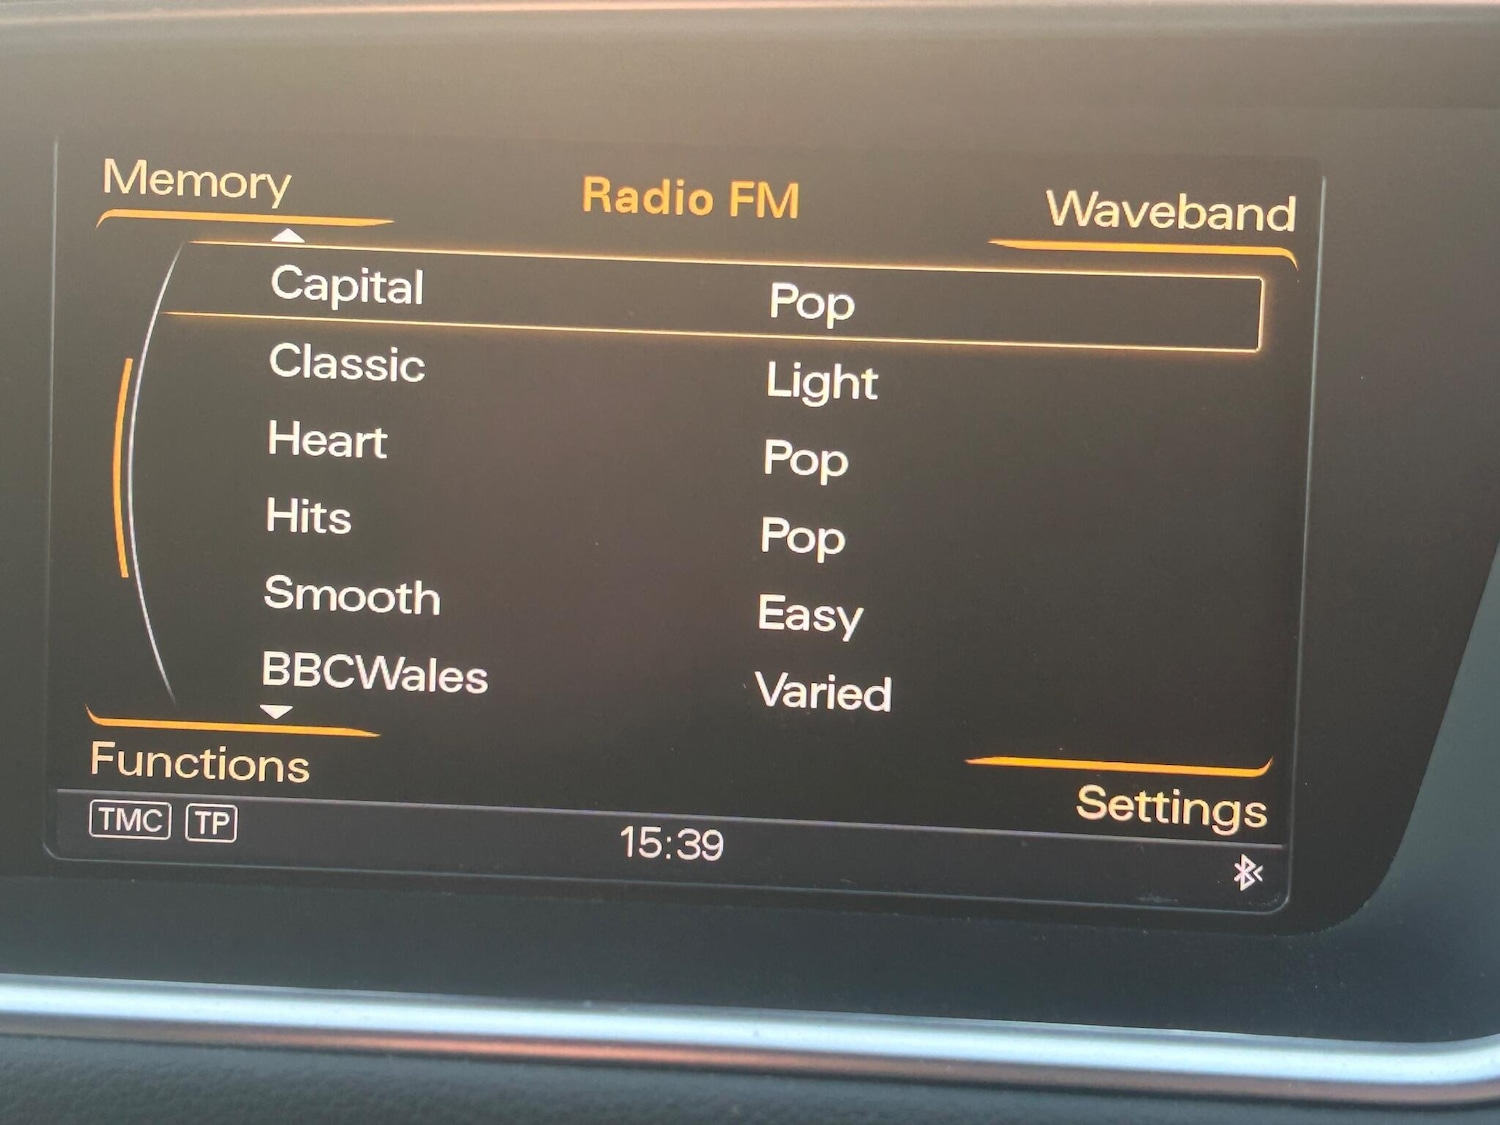 Memory Radio FM Waveband
Capital Pop
Classic Light
Heart Pop
Hits Pop
Smooth Easy
BBCWales Varied
Functions Settings
TMC TP 15:39